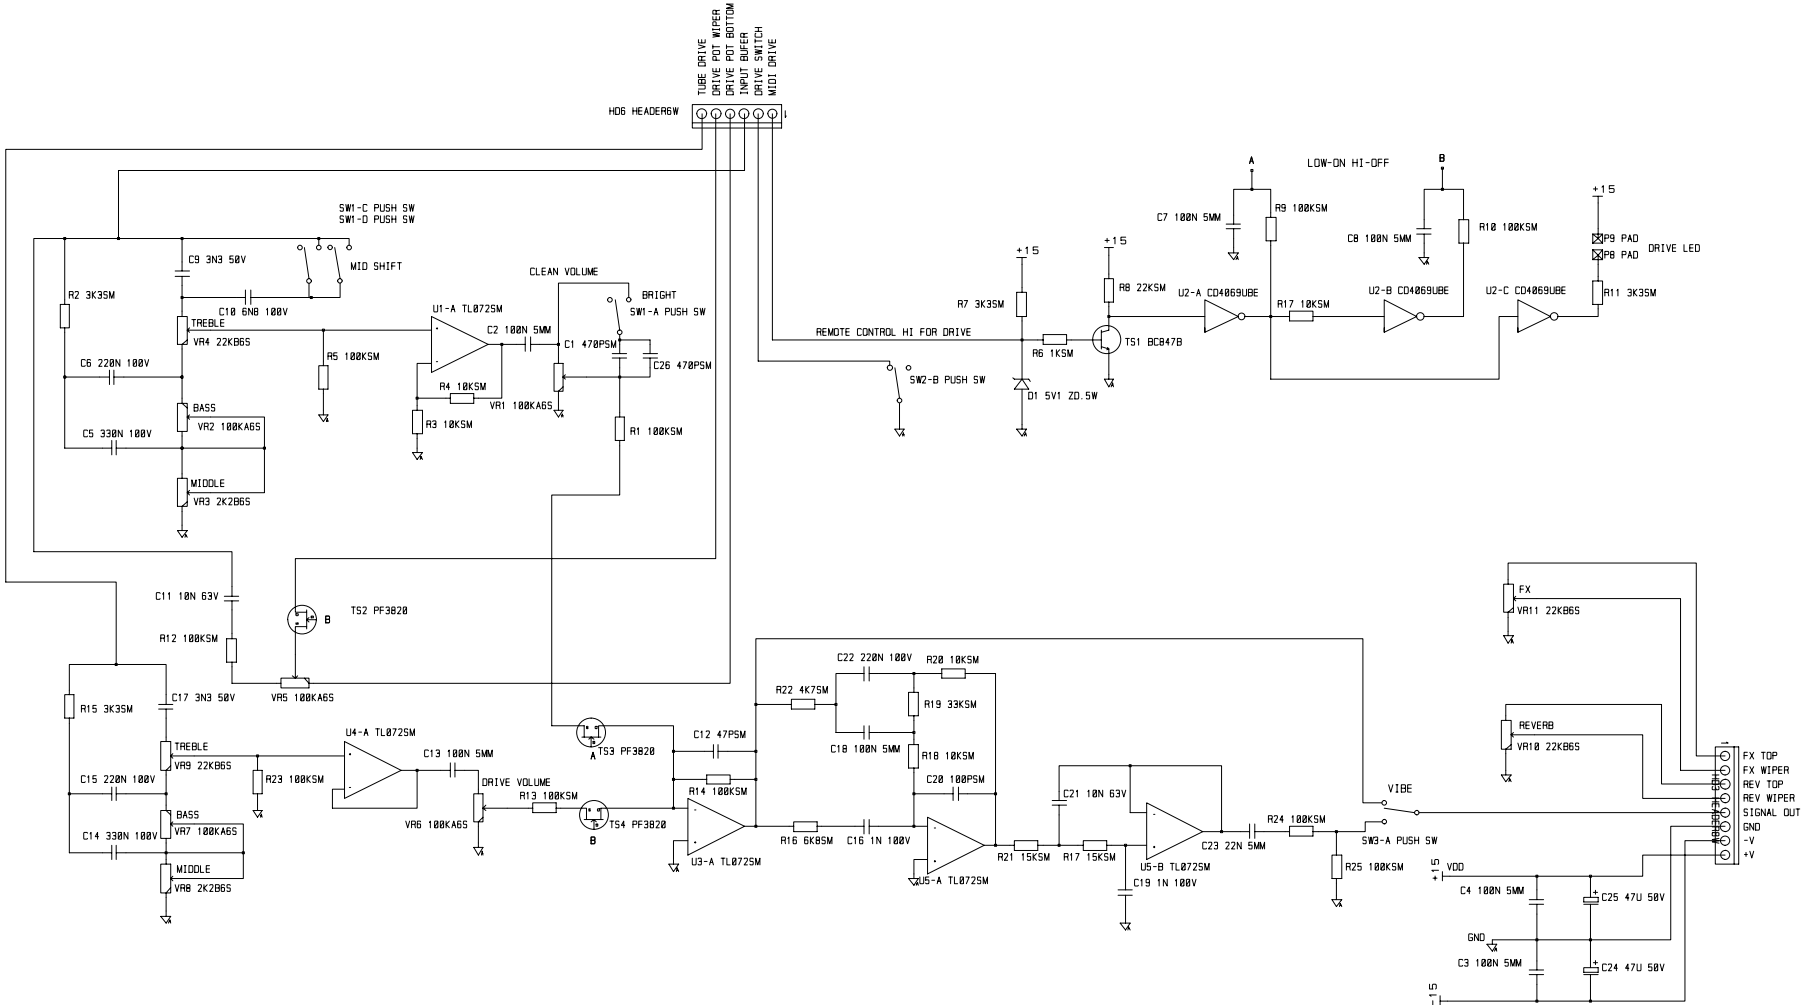 TUBE DRIVE
DRIVE POT WIPER
DRIVE POT BOTTOM
INPUT BUFER
DRIVE SWITCH
MIDI DRIVE
HD6 HEADER6W
1
SW1-C PUSH SW
SW1-D PUSH SW
C9 3N3 50V
MID SHIFT
R2 3K3SM
C10 6N8 100V
TREBLE
VR4 22KB6S
C6 220N 100V
R5 100KSM
BASS
VR2 100KA6S
C5 330N 100V
MIDDLE
VR3 2K2B6S
U1-A TL072SM
C2 100N 5MM
R4 10KSM
R3 10KSM
CLEAN VOLUME
BRIGHT
SW1-A PUSH SW
C1 470PSM
C26 470PSM
VR1 100KA6S
R1 100KSM
REMOTE CONTROL HI FOR DRIVE
SW2-B PUSH SW
+15
R7 3K3SM
R6 1KSM
D1 5V1 ZD.5W
+15
R8 22KSM
TS1 BC847B
A
LOW-ON HI-OFF
B
C7 100N 5MM
R9 100KSM
C8 100N 5MM
R10 100KSM
U2-A CD4069UBE
R17 10KSM
U2-B CD4069UBE
U2-C CD4069UBE
+15
P9 PAD
P8 PAD
DRIVE LED
R11 3K3SM
C11 10N 63V
R12 100KSM
TS2 PF3820
B
VR5 100KA6S
R15 3K3SM
C17 3N3 50V
TREBLE
VR9 22KB6S
C15 220N 100V
R23 100KSM
BASS
VR7 100KA6S
C14 330N 100V
MIDDLE
VR8 2K2B6S
U4-A TL072SM
C13 100N 5MM
DRIVE VOLUME
VR6 100KA6S
R13 100KSM
TS3 PF3820
A
TS4 PF3820
B
C12 47PSM
R14 100KSM
U3-A TL072SM
R22 4K7SM
C22 220N 100V
R20 10KSM
R19 33KSM
C18 100N 5MM
R18 10KSM
C20 100PSM
R16 6K8SM
C16 1N 100V
U5-A TL072SM
R21 15KSM
C21 10N 63V
R17 15KSM
C19 1N 100V
U5-B TL072SM
C23 22N 5MM
R24 100KSM
R25 100KSM
VIBE
SW3-A PUSH SW
FX
VR11 22KB6S
REVERB
VR10 22KB6S
1
FX TOP
FX WIPER
REV TOP
REV WIPER
SIGNAL OUT
GND
-V
+V
+15
VDD
C4 100N 5MM
C25 47U 50V
+
GND
C3 100N 5MM
C24 47U 50V
+
-15